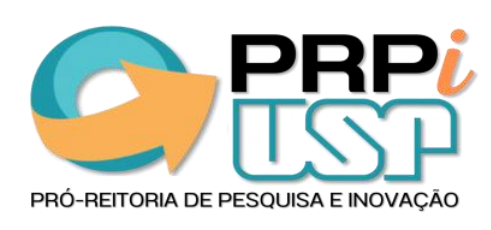 PRPi
USP
PRÓ-REITORIA DE PESQUISA E INOVAÇÃO